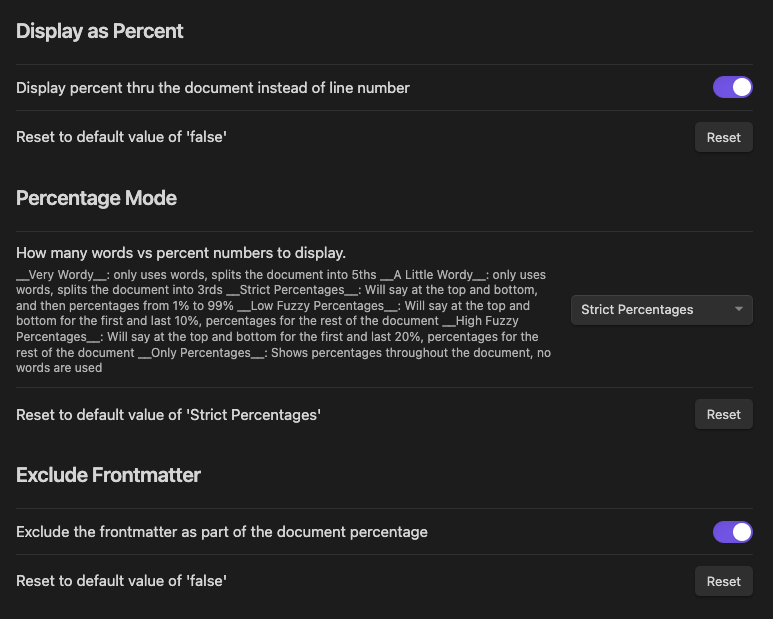 Display as Percent
Display percent thru the document instead of line number
Reset to default value of 'false'
Reset
Percentage Mode
How many words vs percent numbers to display.
__Very Wordy__: only uses words, splits the document into 5ths __A Little Wordy__: only uses
words, splits the document into 3rds __Strict Percentages__: Will say at the top and bottom,
and then percentages from 1% to 99% __Low Fuzzy Percentages__: Will say at the top and
bottom for the first and last 10%, percentages for the rest of the document __High Fuzzy
Percentages__: Will say at the top and bottom for the first and last 20%, percentages for the
rest of the document __Only Percentages__: Shows percentages throughout the document, no
words are used
Strict Percentages
Reset to default value of 'Strict Percentages'
Reset
Exclude Frontmatter
Exclude the frontmatter as part of the document percentage
Reset to default value of 'false'
Reset